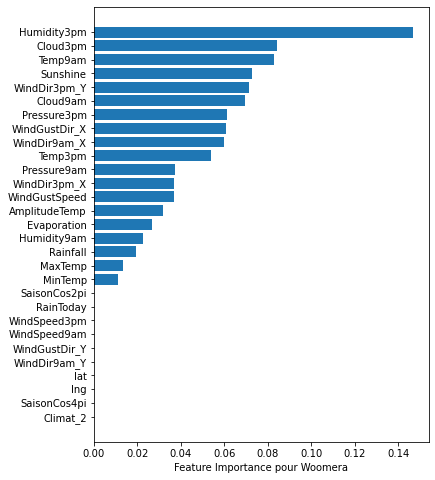 Humidity3pm
Cloud3pm
Temp9am
Sunshine
WindDir3pm_Y
Cloud9am
Pressure3pm
WindGustDir_X
WindDir9am_X
Temp3pm
Pressure9am
WindDir3pm_X
WindGustSpeed
AmplitudeTemp
Evaporation
Humidity9am
Rainfall
MaxTemp
MinTemp
SaisonCos2pi
RainToday
WindSpeed3pm
WindSpeed9am
WindGustDir_Y
WindDir9am_Y
lat
lng
SaisonCos4pi
Climat_2
0.00 0.02 0.04 0.06 0.08 0.10 0.12 0.14
Feature Importance pour Woomera